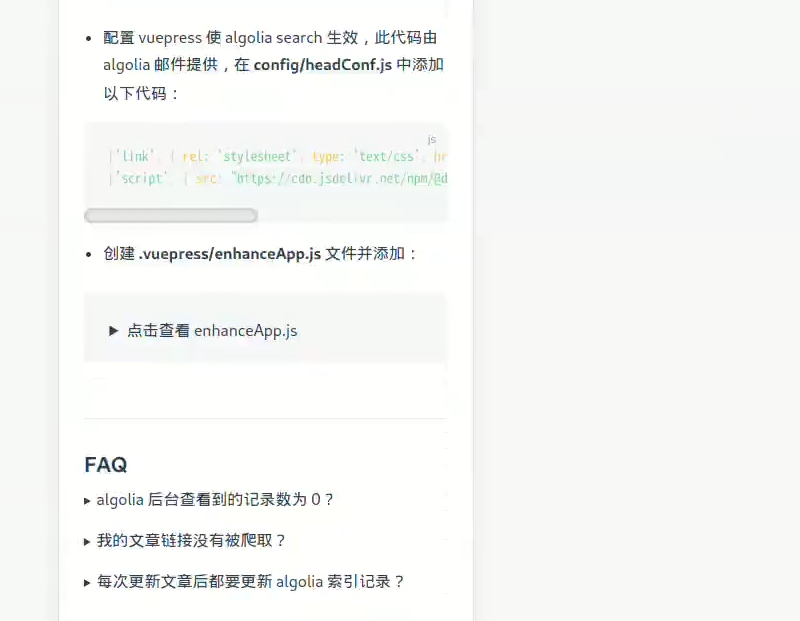 配置 vuepress 使 algolia search 生效，此代码由
algolia 邮件提供，在 config/headConf.js 中添加
以下代码：
js
['link', { rel: 'stylesheet', type: 'text/css', hr
['script', { src: "https://cdn.jsdelivr.net/npm/@d
创建 .vuepress/enhanceApp.js 文件并添加：
点击查看 enhanceApp.js
FAQ
algolia 后台查看到的记录数为 0？
我的文章链接没有被爬取？
每次更新文章后都要更新 algolia 索引记录？